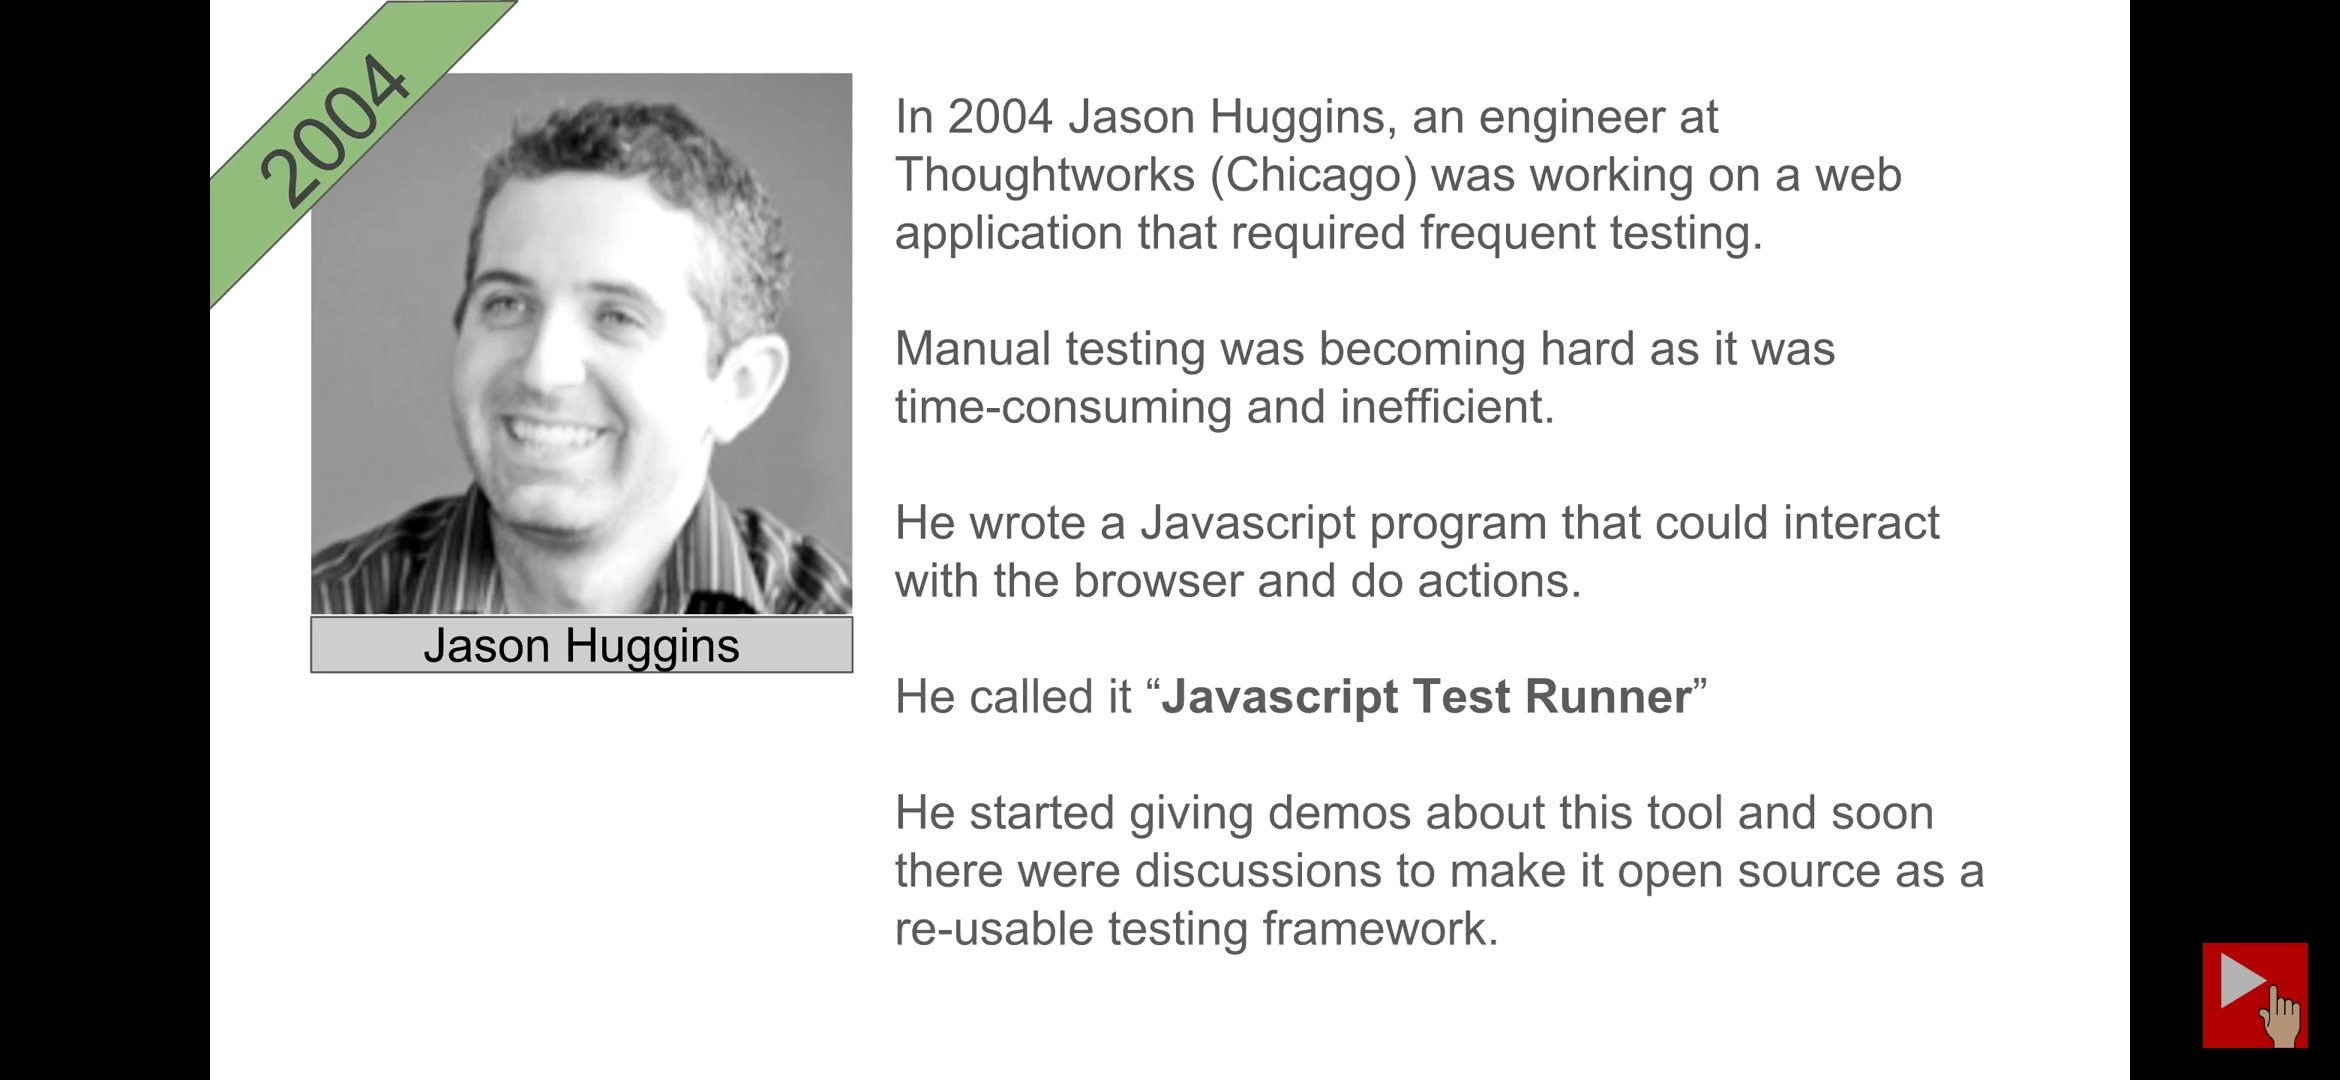 2004
Jason Huggins
In 2004 Jason Huggins, an engineer at
Thoughtworks (Chicago) was working on a web
application that required frequent testing.
Manual testing was becoming hard as it was
time-consuming and inefficient.
He wrote a Javascript program that could interact
with the browser and do actions.
He called it “Javascript Test Runner”
He started giving demos about this tool and soon
there were discussions to make it open source as a
re-usable testing framework.